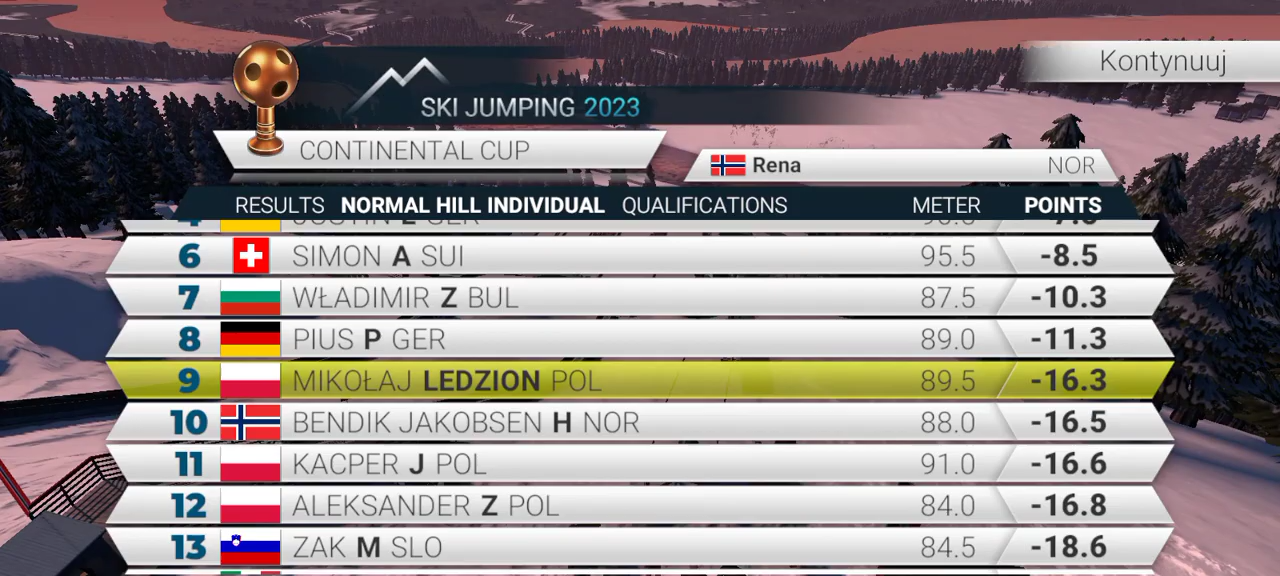 Kontynuuj
SKI JUMPING 2023
CONTINENTAL CUP
Rena NOR
RESULTS NORMAL HILL INDIVIDUAL QUALIFICATIONS METER POINTS
6 SIMON A SUI 95.5 -8.5
7 WŁADIMIR Z BUL 87.5 -10.3
8 PIUS P GER 89.0 -11.3
9 MIKOŁAJ LEDZION POL 89.5 -16.3
10 BENDIK JAKOBSEN H NOR 88.0 -16.5
11 KACPER J POL 91.0 -16.6
12 ALEKSANDER Z POL 84.0 -16.8
13 ZAK M SLO 84.5 -18.6